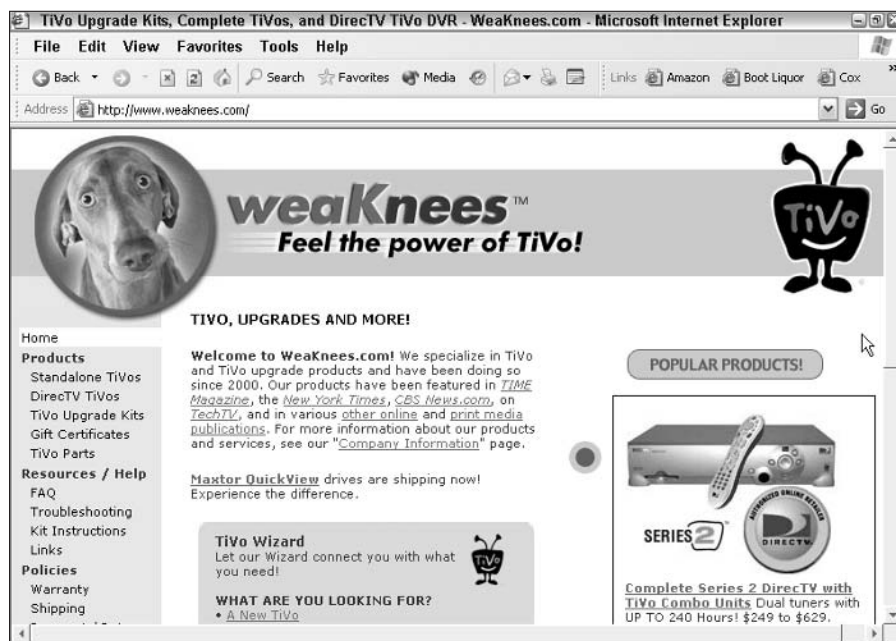 TiVo Upgrade Kits, Complete TiVos, and DirecTV TiVo DVR - WeaKnees.com - Microsoft Internet Explorer
File Edit View Favorites Tools Help
Back Search Favorites Media Links Amazon Boot Liquor Cox
Address http://www.weaknees.com/ Go
weaKnees™
Feel the power of TiVo!
TiVo
Home
Products
Standalone TiVos
DirecTV TiVos
TiVo Upgrade Kits
Gift Certificates
TiVo Parts
Resources / Help
FAQ
Troubleshooting
Kit Instructions
Links
Policies
Warranty
Shipping
TIVO, UPGRADES AND MORE!
Welcome to WeaKnees.com! We specialize in TiVo
and TiVo upgrade products and have been doing so
since 2000. Our products have been featured in TIME
Magazine, the New York Times, CBS News.com, on
TechTV, and in various other online and print media
publications. For more information about our products
and services, see our "Company Information" page.
Maxtor QuickView drives are shipping now!
Experience the difference.
TiVo Wizard
Let our Wizard connect you with what
you need!
TiVo
WHAT ARE YOU LOOKING FOR?
• A New TiVo
POPULAR PRODUCTS!
SERIES 2
AUTHORIZED ONLINE RETAILER
DIRECTV
Complete Series 2 DirecTV with
TiVo Combo Units Dual tuners with
UP TO 240 Hours! $249 to $629.